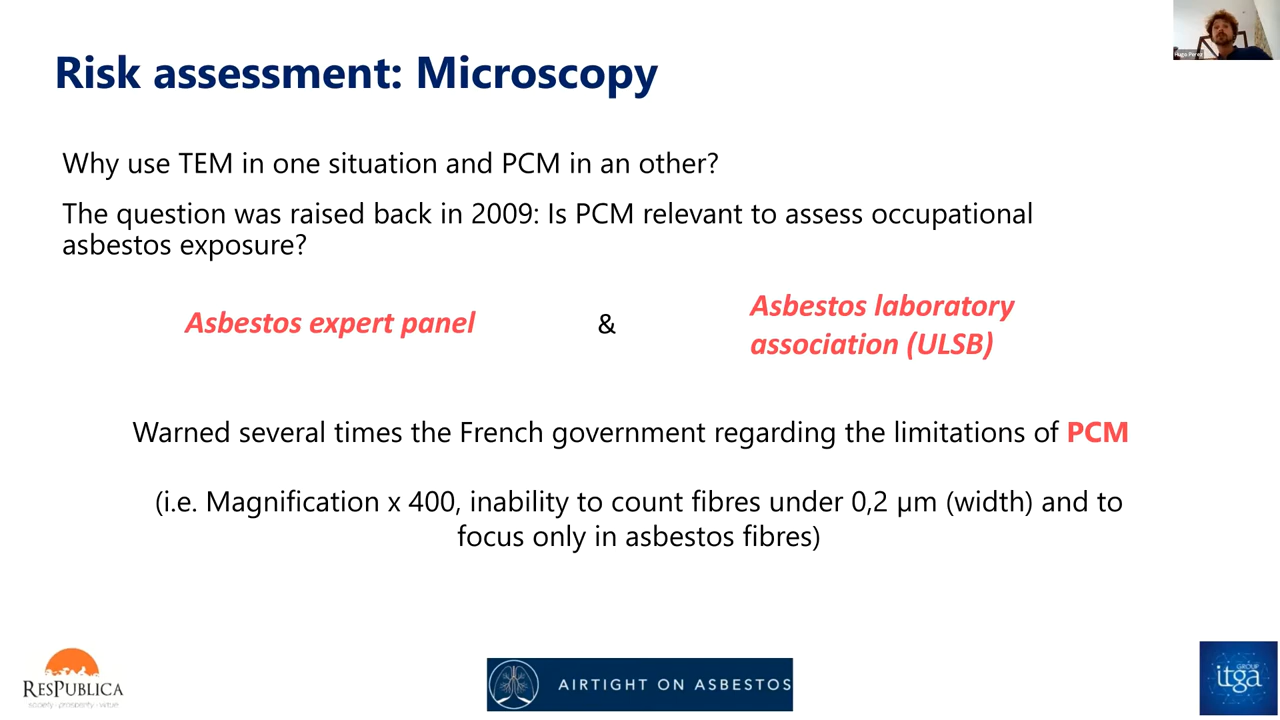 Risk assessment: Microscopy
Hugo Perez
Why use TEM in one situation and PCM in an other?
The question was raised back in 2009: Is PCM relevant to assess occupational
asbestos exposure?
Asbestos expert panel
&
Asbestos laboratory
association (ULSB)
Warned several times the French government regarding the limitations of PCM
(i.e. Magnification x 400, inability to count fibres under 0,2 µm (width) and to
focus only in asbestos fibres)
RESPUBLICA
society · prosperity · virtue
AIRTIGHT ON ASBESTOS
GROUP
itga